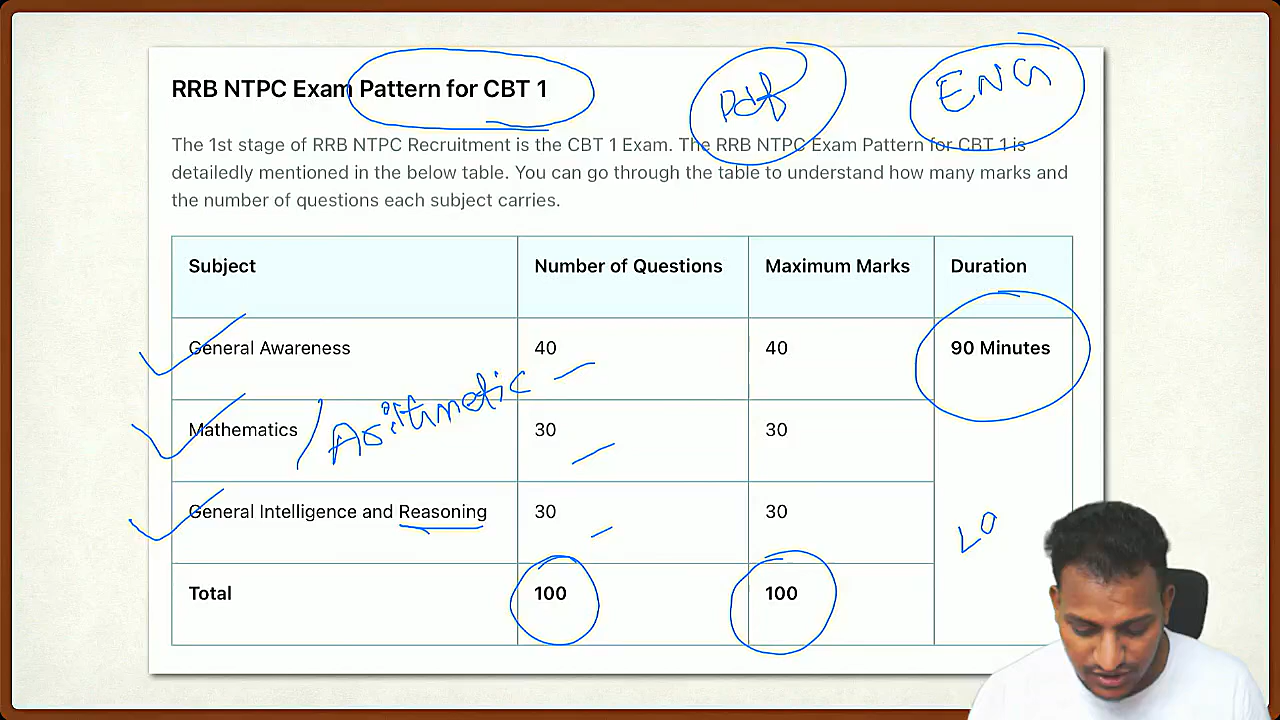 RRB NTPC Exam Pattern for CBT 1
Pdf
ENG
The 1st stage of RRB NTPC Recruitment is the CBT 1 Exam. The RRB NTPC Exam Pattern for CBT 1 is
detailedly mentioned in the below table. You can go through the table to understand how many marks and
the number of questions each subject carries.
Subject Number of Questions Maximum Marks Duration
General Awareness 40 40 90 Minutes
Mathematics / Arithmetic 30 30
General Intelligence and Reasoning 30 30
Total 100 100